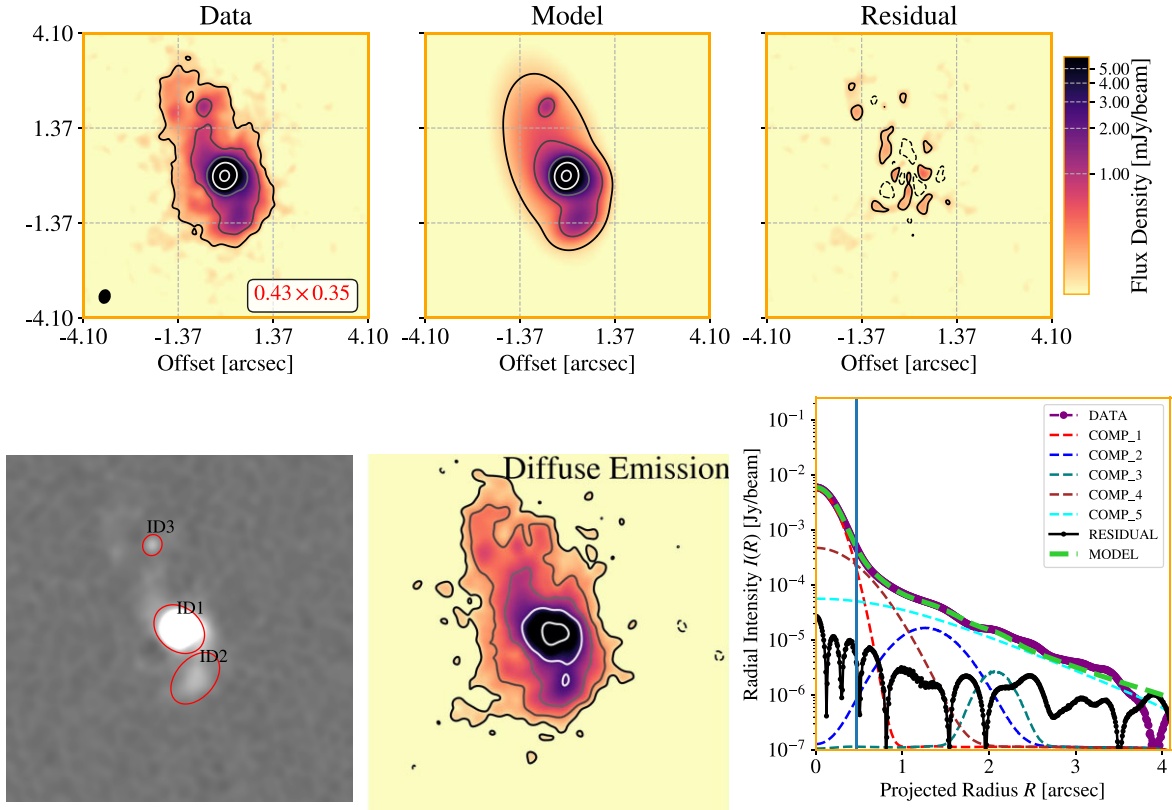 Data
Model
Residual
4.10
1.37
-1.37
-4.10
0.43 × 0.35
-4.10 -1.37 1.37 4.10
Offset [arcsec]
-4.10 -1.37 1.37 4.10
Offset [arcsec]
-4.10 -1.37 1.37 4.10
Offset [arcsec]
5.00
4.00
3.00
2.00
1.00
Flux Density [mJy/beam]
ID3
ID1
ID2
Diffuse Emission
Radial Intensity I(R) [Jy/beam]
10⁻¹
10⁻²
10⁻³
10⁻⁴
10⁻⁵
10⁻⁶
10⁻⁷
DATA
COMP_1
COMP_2
COMP_3
COMP_4
COMP_5
RESIDUAL
MODEL
0 1 2 3 4
Projected Radius R [arcsec]